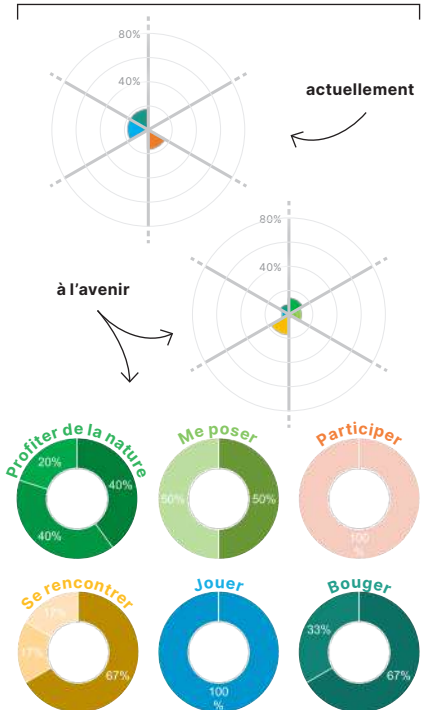 80%
40%
actuellement
80%
40%
à l'avenir
Profiter de la nature
20%
40%
40%
Me poser
50%
50%
Participer
100
%
Se rencontrer
17%
17%
67%
Jouer
100
%
Bouger
33%
67%